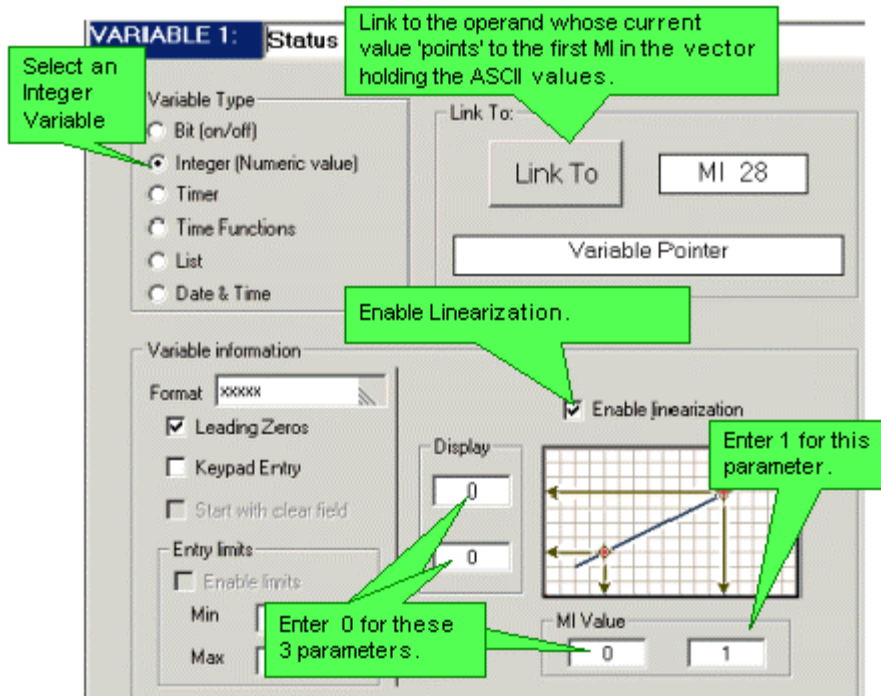 VARIABLE 1:
Status
Link to the operand whose current
value 'points' to the first MI in the vector
holding the ASCII values.
Select an
Integer
Variable
Variable Type
Bit (on/off)
Integer (Numeric value)
Timer
Time Functions
List
Date & Time
Link To:
Link To
MI 28
Variable Pointer
Enable Linearization.
Variable information
Format
xxxxx
Leading Zeros
Keypad Entry
Start with clear field
Entry limits
Enable limits
Min
Max
Display
0
0
Enable linearization
Enter 1 for this
parameter.
Enter 0 for these
3 parameters.
MI Value
0
1